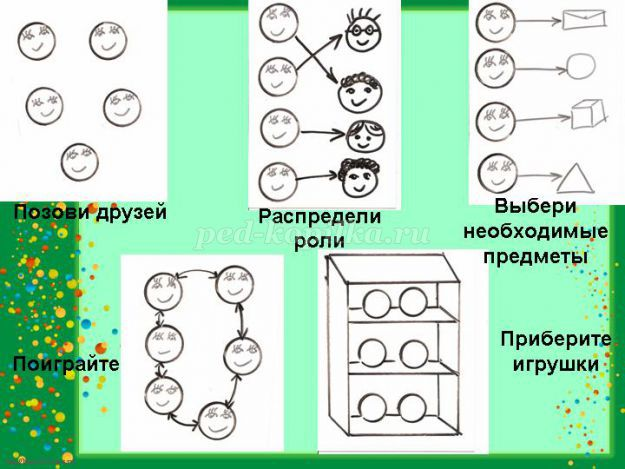 Позови друзей
Распредели
роли
Выбери
необходимые
предметы
ped-kopilka.ru
Поиграйте
Приберите
игрушки